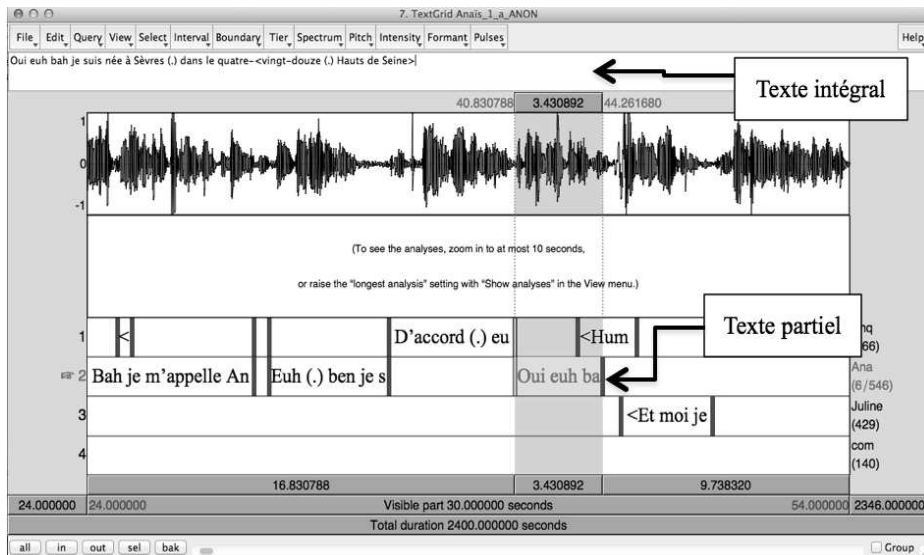 7. TextGrid Anaïs_1_a_ANON
File Edit Query View Select Interval Boundary Tier Spectrum Pitch Intensity Formant Pulses Help
Oui euh bah je suis née à Sèvres (.) dans le quatre-<vingt-douze (.) Hauts de Seine>
Texte intégral
40.830788 3.430892 44.261680
1
0
-1
(To see the analyses, zoom in to at most 10 seconds,
or raise the "longest analysis" setting with "Show analyses" in the View menu.)
Texte partiel
1 < D'accord (.) eu <Hum
2 Bah je m'appelle An Euh (.) ben je s Oui euh ba Ana
(6/546)
3 <Et moi je Juline
(429)
4 com
(140)
16.830788 3.430892 9.738320
24.000000 24.000000 Visible part 30.000000 seconds 54.000000 2346.000000
Total duration 2400.000000 seconds
all in out sel bak Group